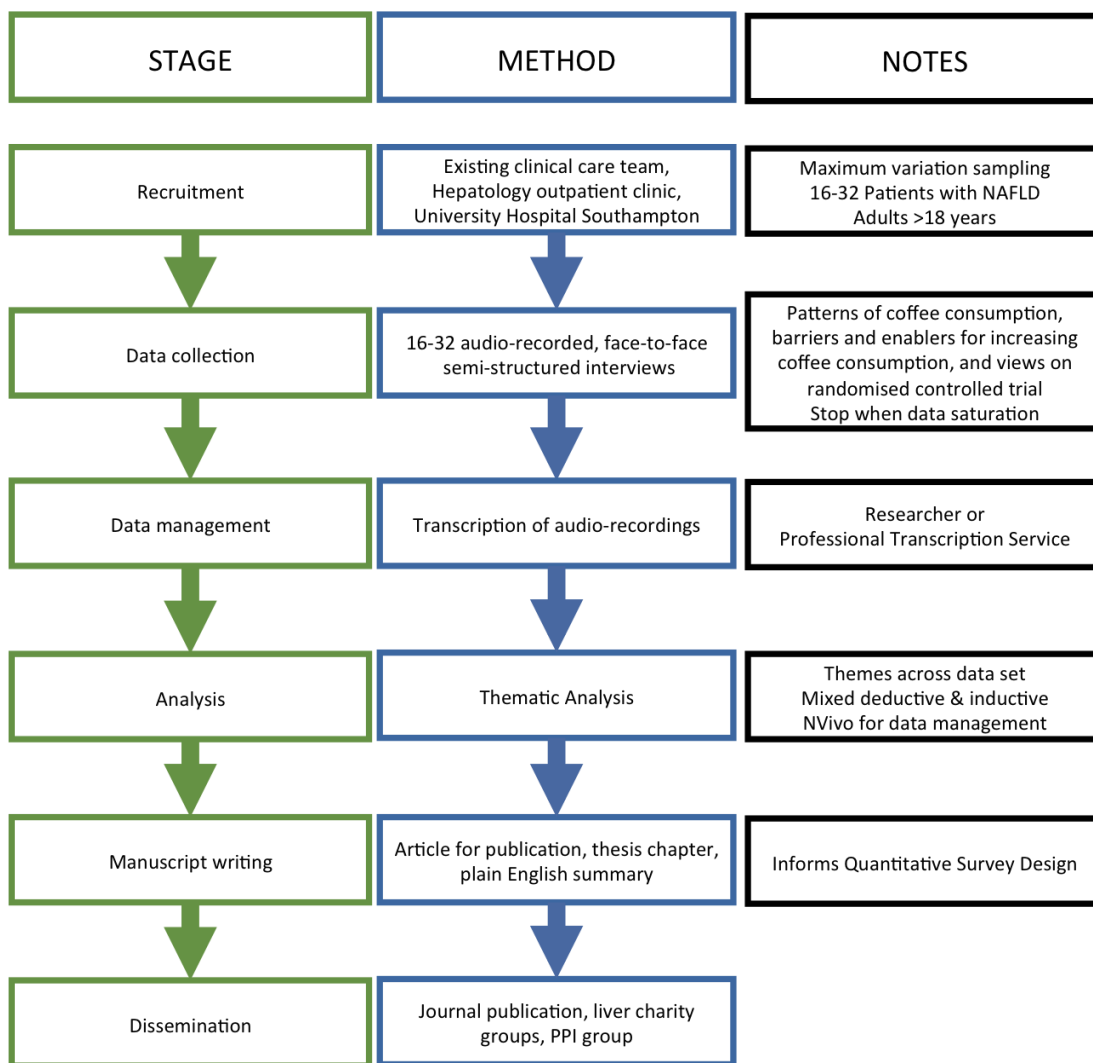 STAGE
METHOD
NOTES
Recruitment
Existing clinical care team,
Hepatology outpatient clinic,
University Hospital Southampton
Maximum variation sampling
16-32 Patients with NAFLD
Adults >18 years
Data collection
16-32 audio-recorded, face-to-face
semi-structured interviews
Patterns of coffee consumption,
barriers and enablers for increasing
coffee consumption, and views on
randomised controlled trial
Stop when data saturation
Data management
Transcription of audio-recordings
Researcher or
Professional Transcription Service
Analysis
Thematic Analysis
Themes across data set
Mixed deductive & inductive
NVivo for data management
Manuscript writing
Article for publication, thesis chapter,
plain English summary
Informs Quantitative Survey Design
Dissemination
Journal publication, liver charity
groups, PPI group